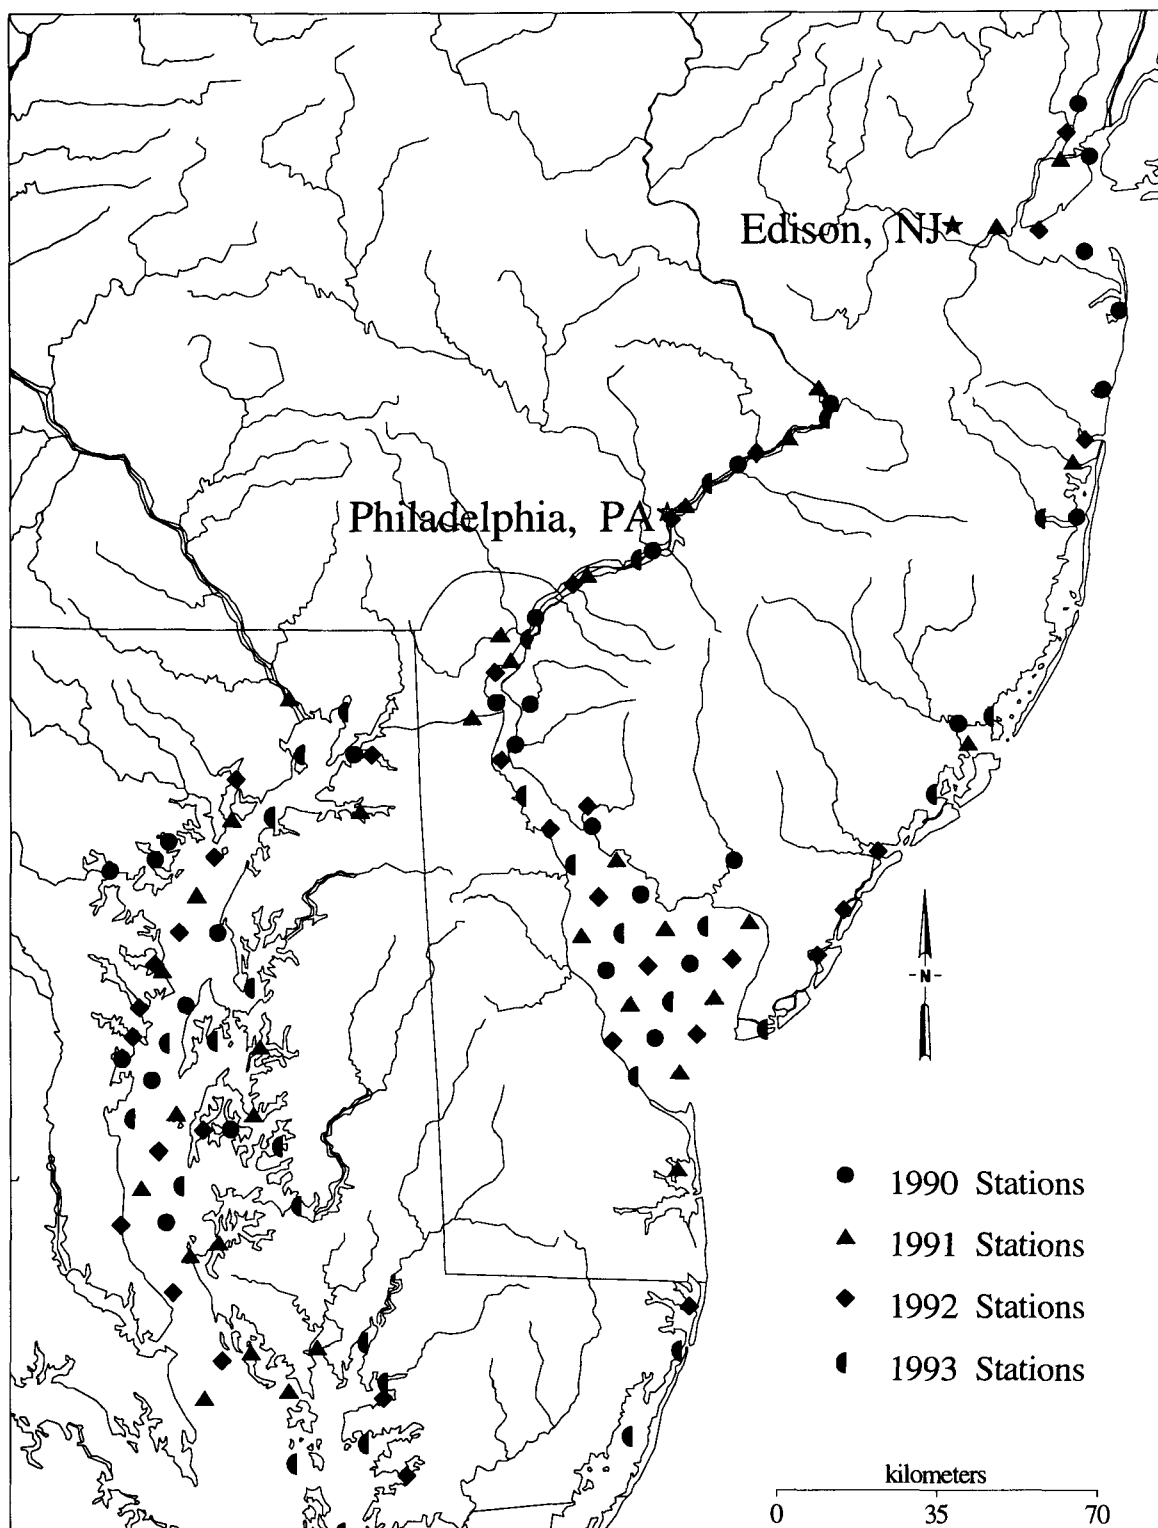 Edison, NJ
Philadelphia, PA
N
1990 Stations
1991 Stations
1992 Stations
1993 Stations
kilometers
0 35 70